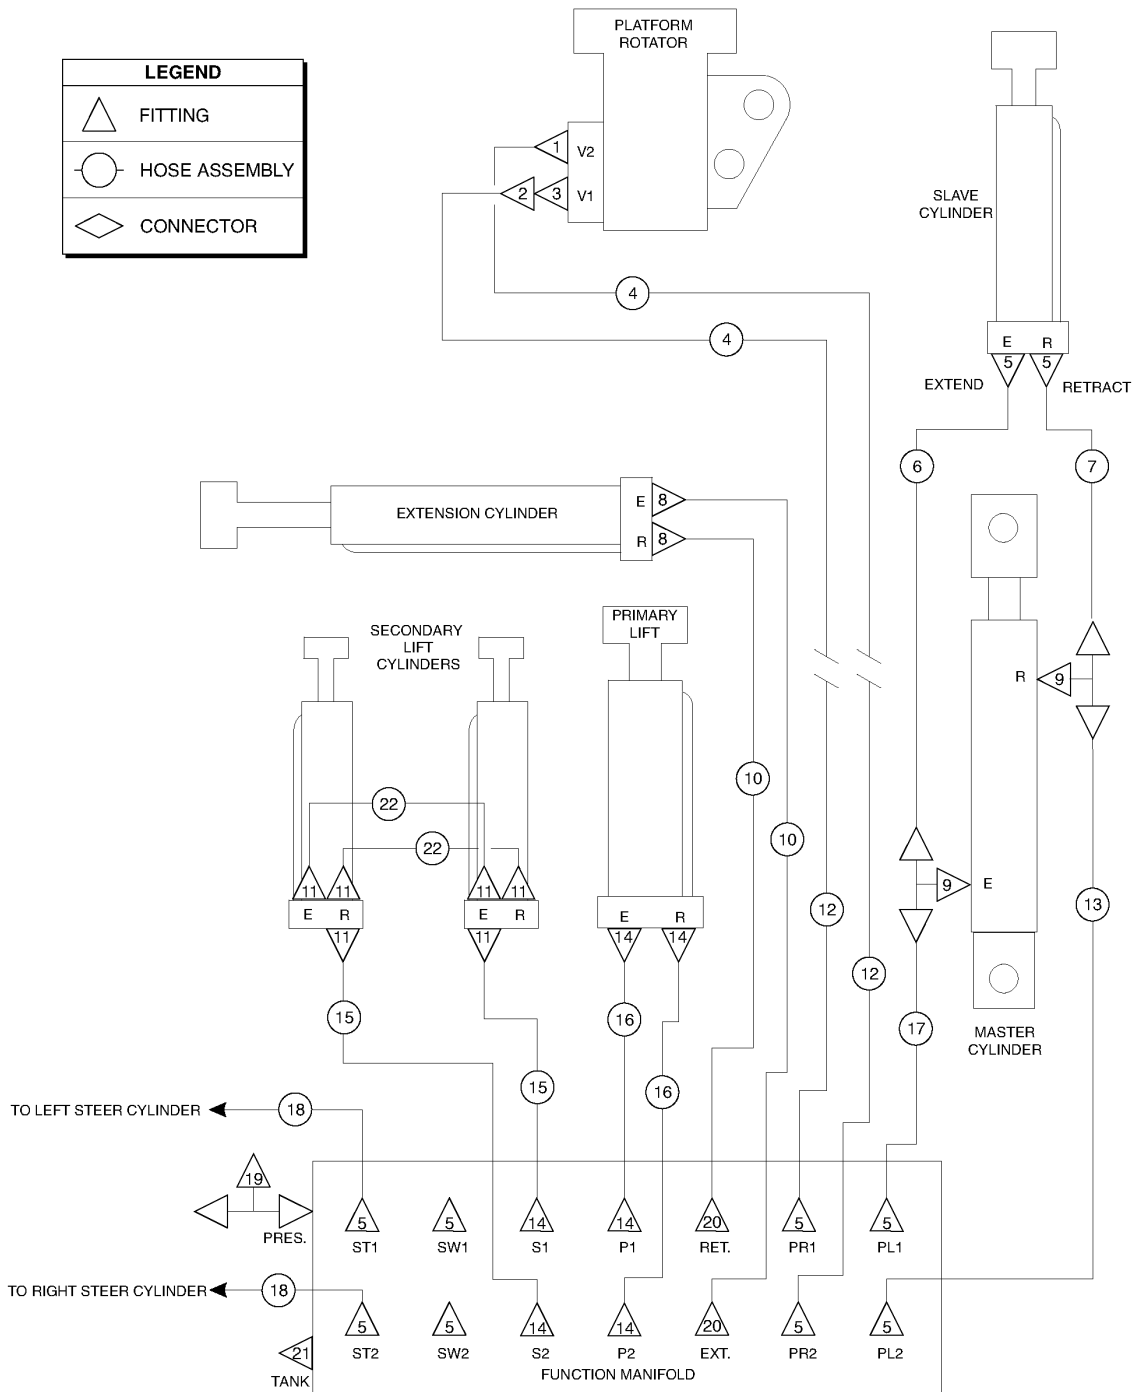 LEGEND
FITTING
HOSE ASSEMBLY
CONNECTOR
PLATFORM
ROTATOR
1
V2
2
3
V1
SLAVE
CYLINDER
4
4
E
R
5
5
EXTEND
RETRACT
6
7
EXTENSION CYLINDER
E
8
R
8
SECONDARY
LIFT
CYLINDERS
PRIMARY
LIFT
R
9
10
22
10
22
11
11
11
11
E
R
E
R
E
R
9
E
13
12
11
11
14
14
12
15
16
17
MASTER
CYLINDER
15
16
TO LEFT STEER CYLINDER
18
19
PRES.
5
5
14
14
20
5
5
ST1
SW1
S1
P1
RET.
PR1
PL1
TO RIGHT STEER CYLINDER
18
5
5
14
14
20
5
5
21
TANK
ST2
SW2
S2
P2
EXT.
PR2
PL2
FUNCTION MANIFOLD